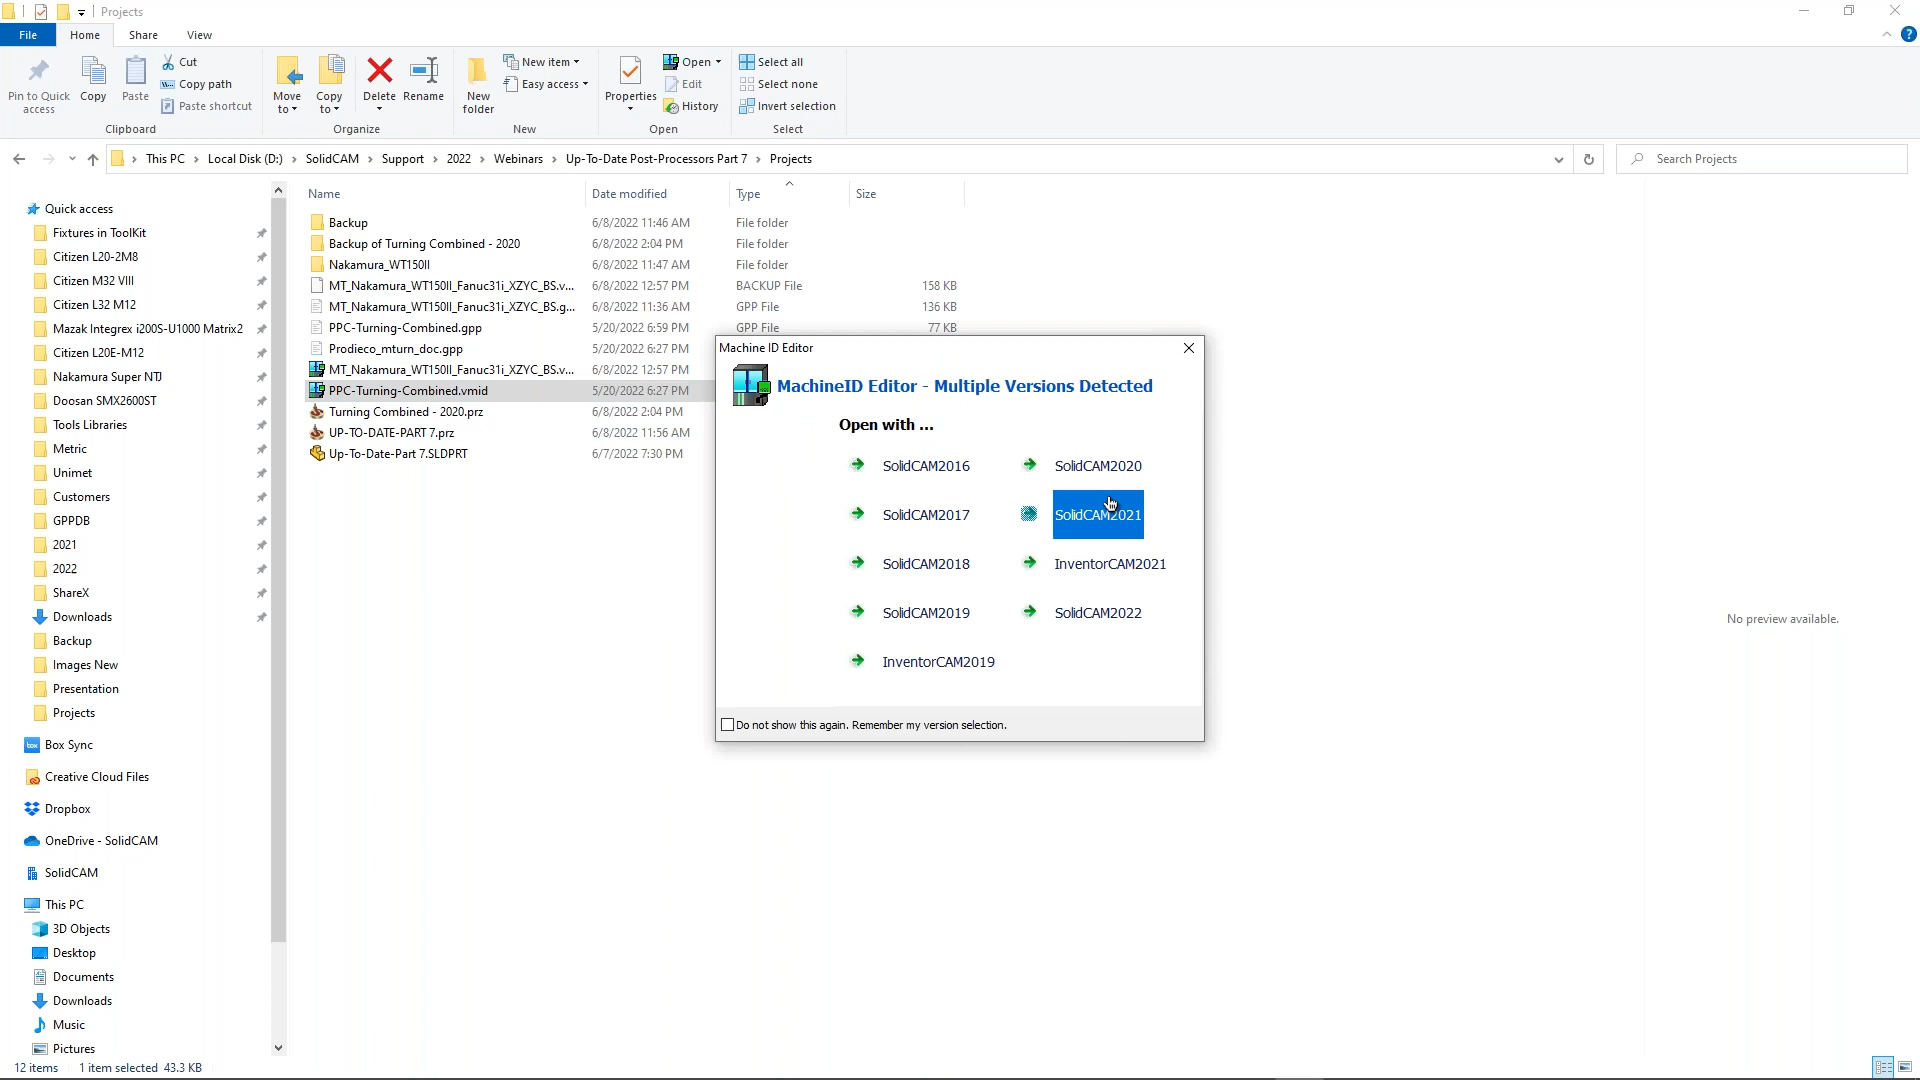 Projects
File Home Share View
Pin to Quick access
Copy
Paste
Cut
Copy path
Paste shortcut
Clipboard
Move to
Copy to
Delete
Rename
Organize
New folder
New item
Easy access
New
Properties
Open
Edit
History
Open
Select all
Select none
Invert selection
Select
This PC › Local Disk (D:) › SolidCAM › Support › 2022 › Webinars › Up-To-Date Post-Processors Part 7 › Projects
Search Projects
Quick access
Fixtures in ToolKit
Citizen L20-2M8
Citizen M32 VIII
Citizen L32 M12
Mazak Integrex i200S-U1000 Matrix2
Citizen L20E-M12
Nakamura Super NTJ
Doosan SMX2600ST
Tools Libraries
Metric
Unimet
Customers
GPPDB
2021
2022
ShareX
Downloads
Backup
Images New
Presentation
Projects
Box Sync
Creative Cloud Files
Dropbox
OneDrive - SolidCAM
SolidCAM
This PC
3D Objects
Desktop
Documents
Downloads
Music
Pictures
Name Date modified Type Size
Backup 6/8/2022 11:46 AM File folder
Backup of Turning Combined - 2020 6/8/2022 2:04 PM File folder
Nakamura_WT150II 6/8/2022 11:47 AM File folder
MT_Nakamura_WT150II_Fanuc31i_XZYC_BS.v... 6/8/2022 12:57 PM BACKUP File 158 KB
MT_Nakamura_WT150II_Fanuc31i_XZYC_BS.g... 6/8/2022 11:36 AM GPP File 136 KB
PPC-Turning-Combined.gpp 5/20/2022 6:59 PM GPP File 77 KB
Prodieco_mturn_doc.gpp 5/20/2022 6:27 PM
MT_Nakamura_WT150II_Fanuc31i_XZYC_BS.v... 6/8/2022 12:57 PM
PPC-Turning-Combined.vmid 5/20/2022 6:27 PM
Turning Combined - 2020.prz 6/8/2022 2:04 PM
UP-TO-DATE-PART 7.prz 6/8/2022 11:56 AM
Up-To-Date-Part 7.SLDPRT 6/7/2022 7:30 PM
Machine ID Editor
MachineID Editor - Multiple Versions Detected
Open with ...
SolidCAM2016 SolidCAM2020
SolidCAM2017 SolidCAM2021
SolidCAM2018 InventorCAM2021
SolidCAM2019 SolidCAM2022
InventorCAM2019
Do not show this again. Remember my version selection.
No preview available.
12 items 1 item selected 43.3 KB